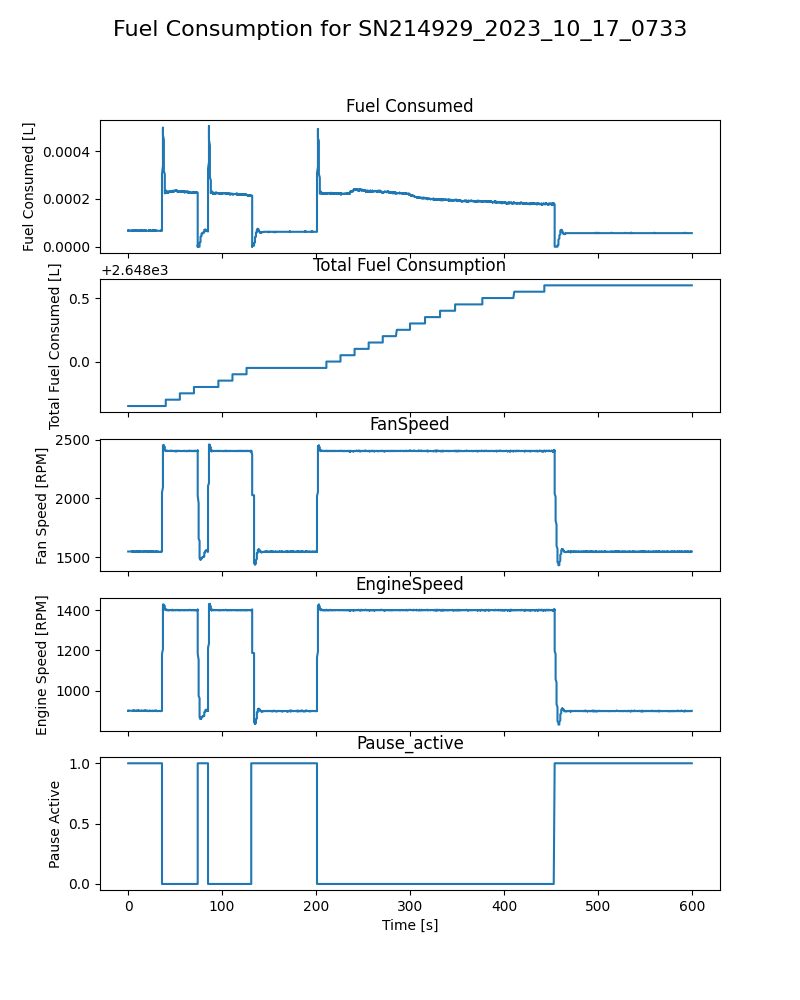 Fuel Consumption for SN214929_2023_10_17_0733
Fuel Consumed
Fuel Consumed [L]
0.0004
0.0002
0.0000
Total Fuel Consumption
+2.648e3
Total Fuel Consumed [L]
0.5
0.0
FanSpeed
Fan Speed [RPM]
2500
2000
1500
EngineSpeed
Engine Speed [RPM]
1400
1200
1000
Pause_active
Pause Active
1.0
0.5
0.0
0 100 200 300 400 500 600
Time [s]